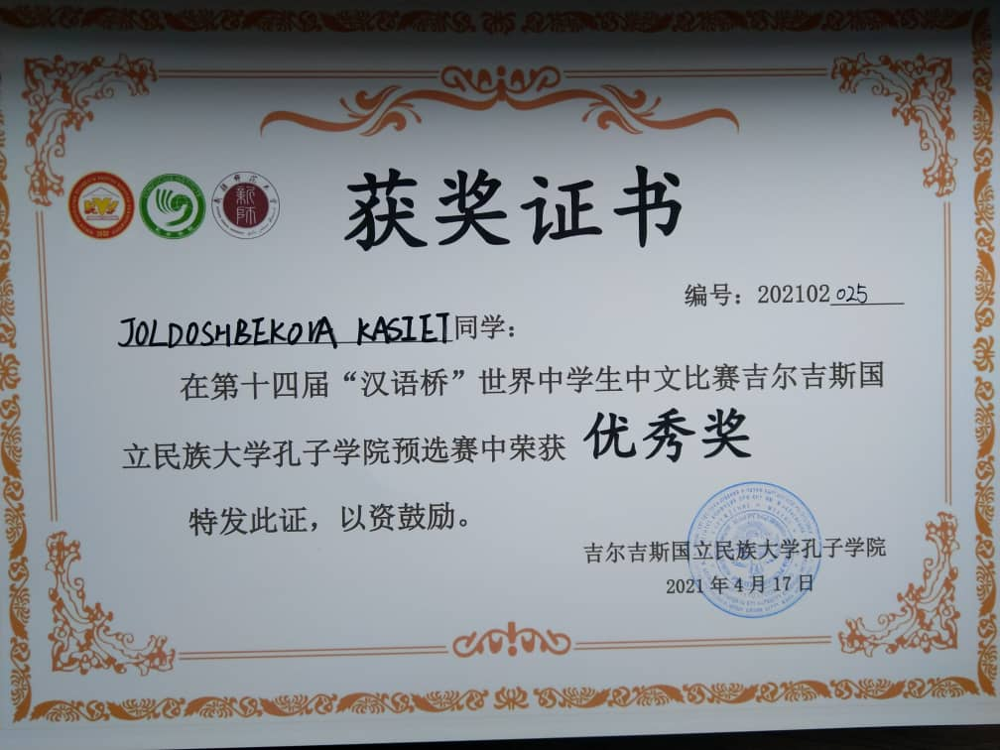 获奖证书
编号：202102 025
JOLDOSHBEKOVA KASIET同学：
在第十四届“汉语桥”世界中学生中文比赛吉尔吉斯国
立民族大学孔子学院预选赛中荣获 优秀奖
特发此证，以资鼓励。
吉尔吉斯国立民族大学孔子学院
2021年4月17日